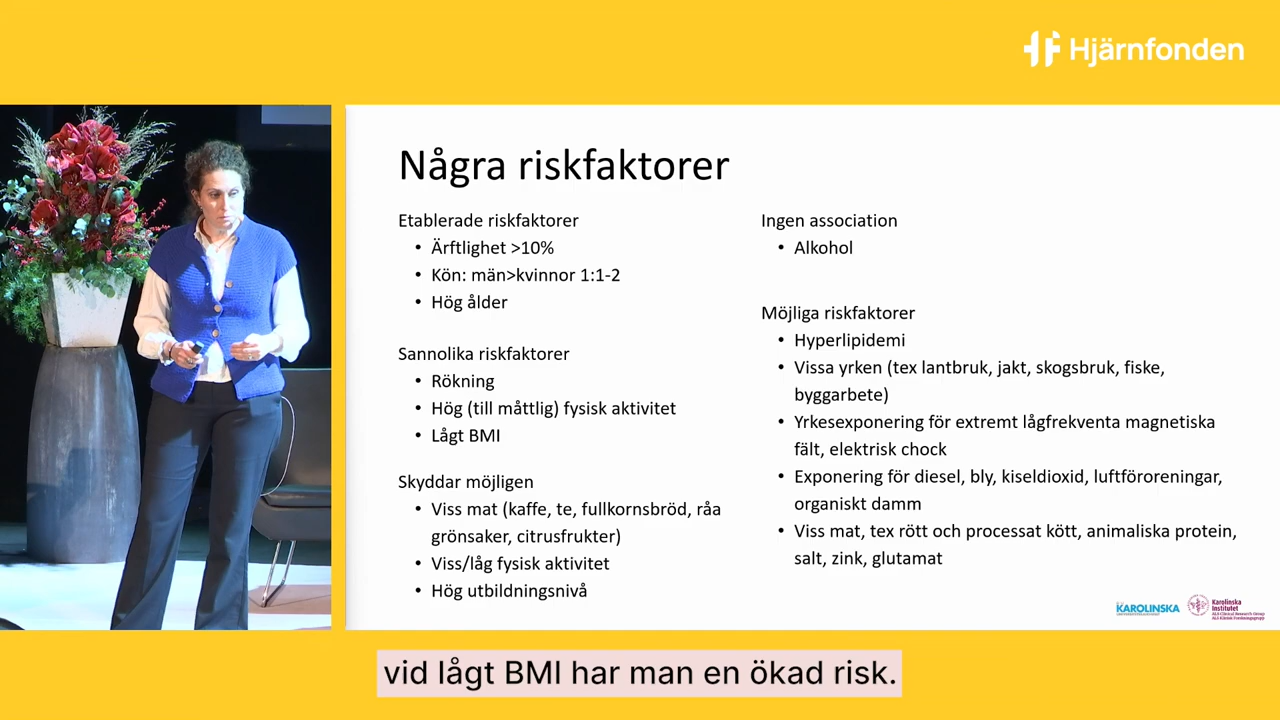 Hjärnfonden
Några riskfaktorer
Etablerade riskfaktorer
• Ärftlighet >10%
• Kön: män>kvinnor 1:1-2
• Hög ålder
Sannolika riskfaktorer
• Rökning
• Hög (till måttlig) fysisk aktivitet
• Lågt BMI
Skyddar möjligen
• Viss mat (kaffe, te, fullkornsbröd, råa
grönsaker, citrusfrukter)
• Viss/låg fysisk aktivitet
• Hög utbildningsnivå
Ingen association
• Alkohol
Möjliga riskfaktorer
• Hyperlipidemi
• Vissa yrken (tex lantbruk, jakt, skogsbruk, fiske,
byggarbete)
• Yrkesexponering för extremt lågfrekventa magnetiska
fält, elektrisk chock
• Exponering för diesel, bly, kiseldioxid, luftföroreningar,
organiskt damm
• Viss mat, tex rött och processat kött, animaliska protein,
salt, zink, glutamat
KAROLINSKA
Karolinska
Institutet
ALS Clinical Research Group
vid lågt BMI har man en ökad risk.